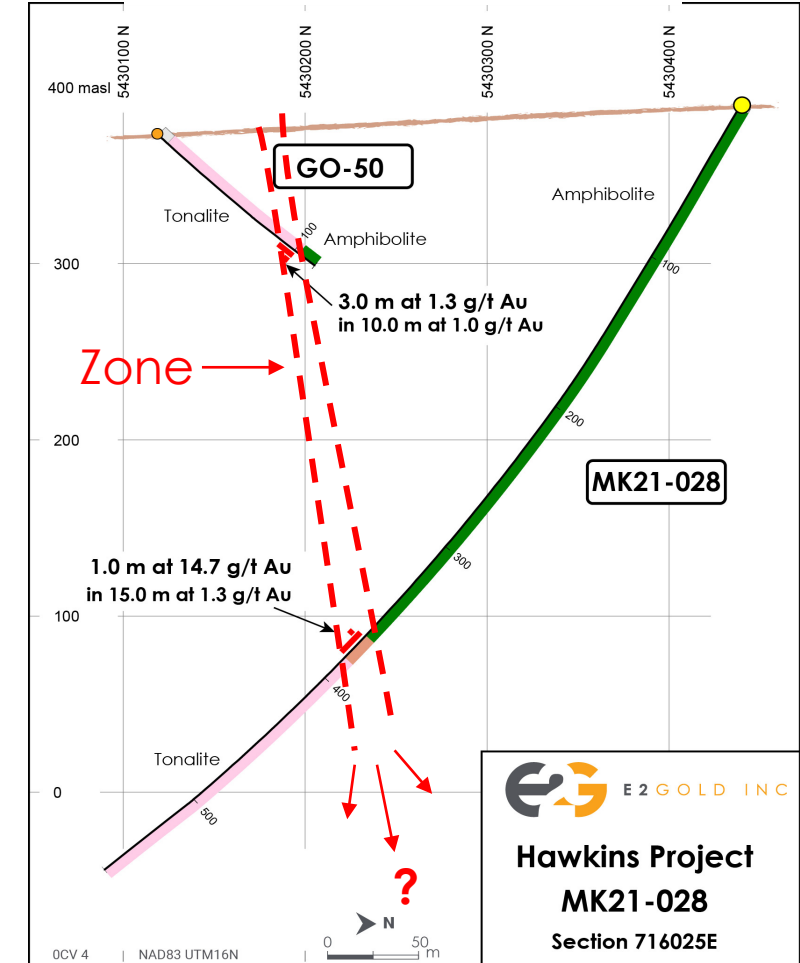 5430100 N
5430200 N
5430300 N
5430400 N
400 masl
GO-50
Amphibolite
Tonalite
100
Amphibolite
300
100
3.0 m at 1.3 g/t Au
in 10.0 m at 1.0 g/t Au
Zone
200
200
MK21-028
300
1.0 m at 14.7 g/t Au
in 15.0 m at 1.3 g/t Au
100
400
Tonalite
0
500
E2GOLD INC
Hawkins Project
MK21-028
Section 716025E
?
N
0 50 m
0CV 4 | NAD83 UTM16N